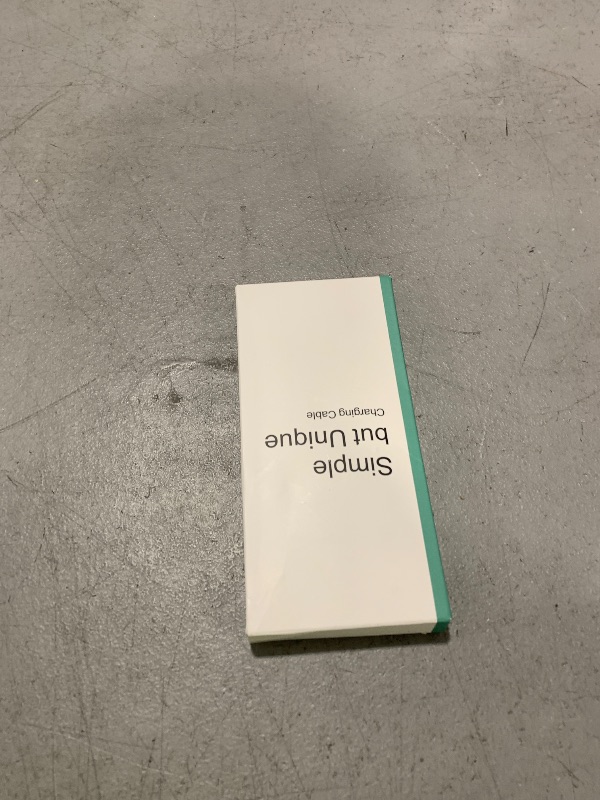 Simple
but Unique
Charging Cable